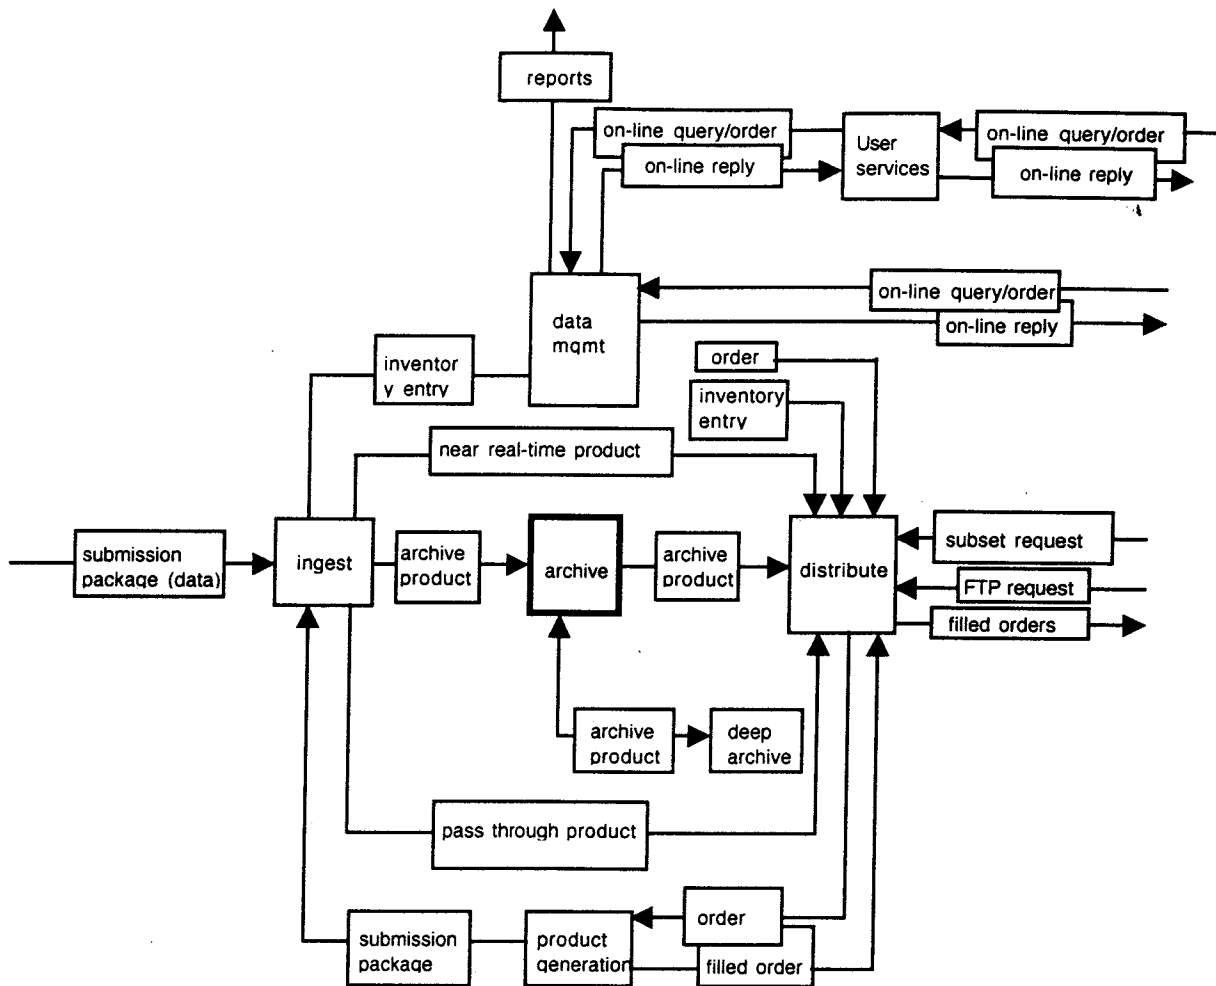 reports
on-line query/order
on-line reply
User
services
on-line query/order
on-line reply
data
mqmt
on-line query/order
on-line reply
inventor
y entry
order
inventory
entry
near real-time product
submission
package (data)
ingest
archive
product
archive
archive
product
distribute
subset request
FTP request
filled orders
archive
product
deep
archive
pass through product
submission
package
product
generation
order
filled order